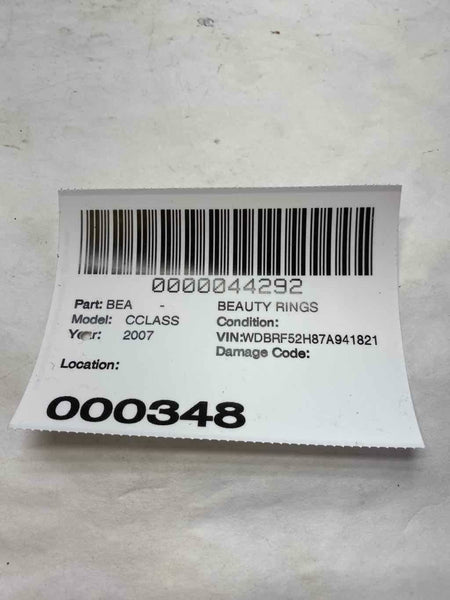 0000044292
Part: BEA - BEAUTY RINGS
Model: CCLASS Condition:
Year: 2007 VIN:WDBRF52H87A941821
Damage Code:
Location:
000348